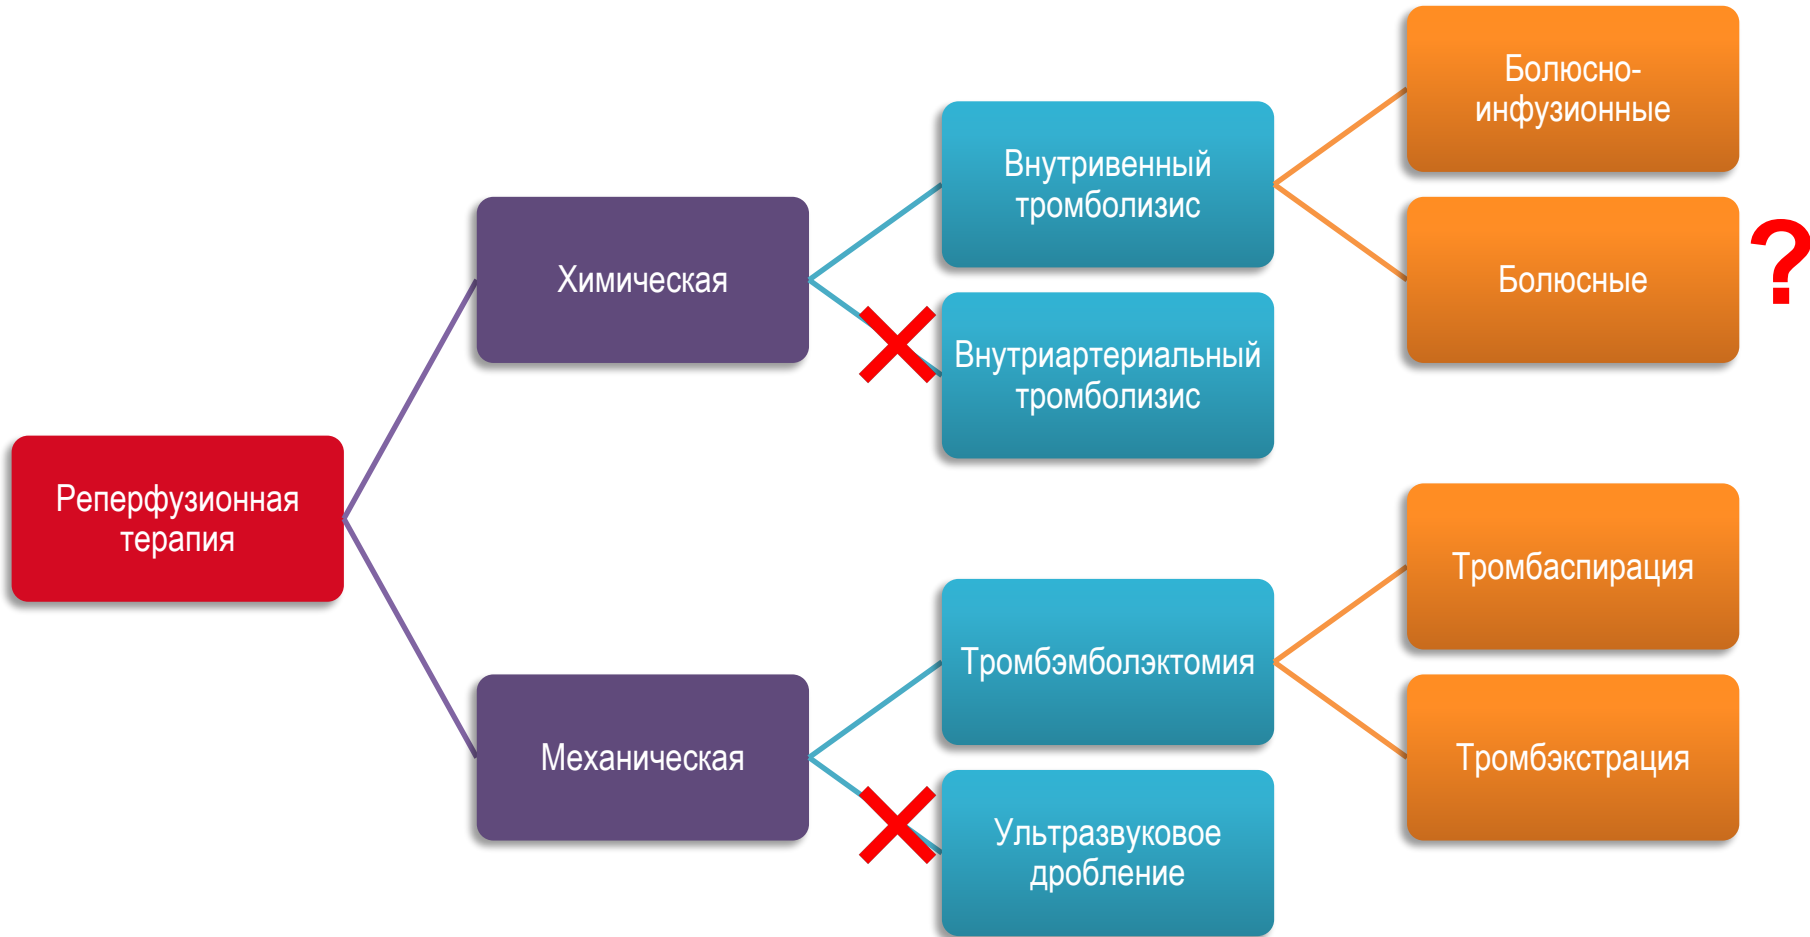 Реперфузионная
терапия
Химическая
Механическая
Внутривенный
тромболизис
Внутриартериальный
тромболизис
Тромбэмболэктомия
Ультразвуковое
дробление
Болюсно-
инфузионные
Болюсные
?
Тромбаспирация
Тромбэкстрация